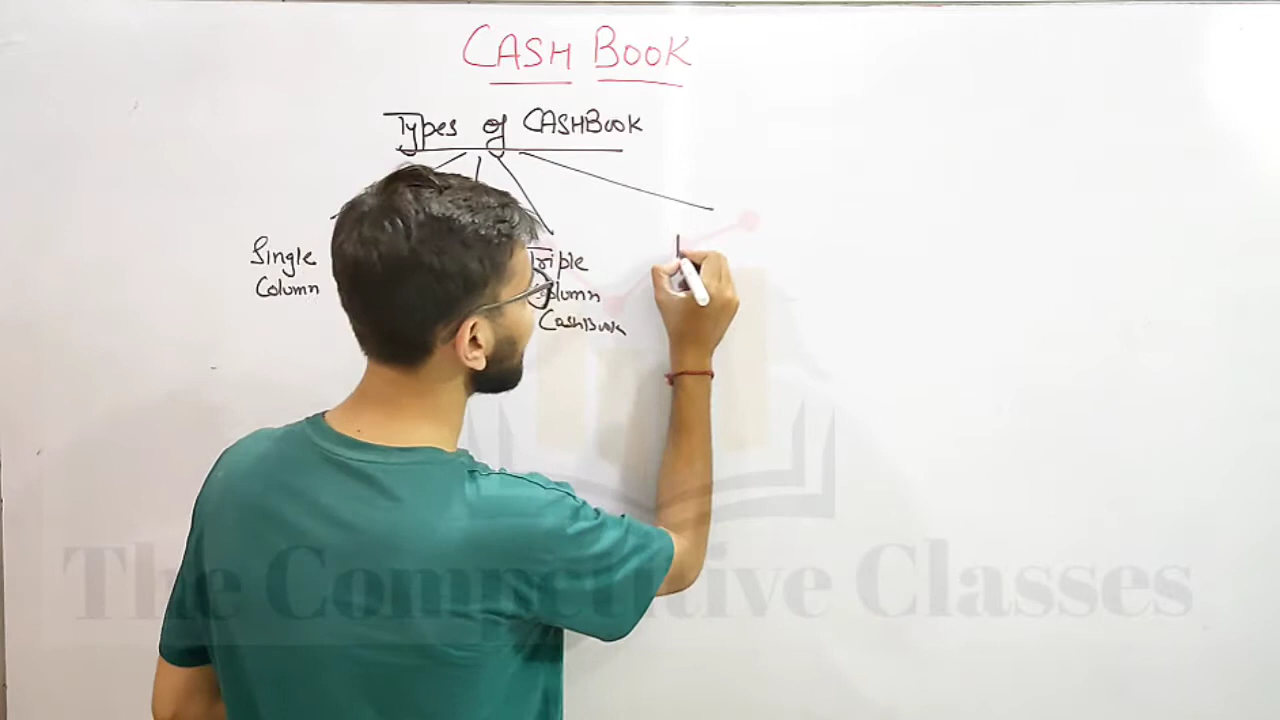 CASH BOOK
Types of CASHBOOK
Single
Column
Triple
Column
CashBook
The Competitive Classes